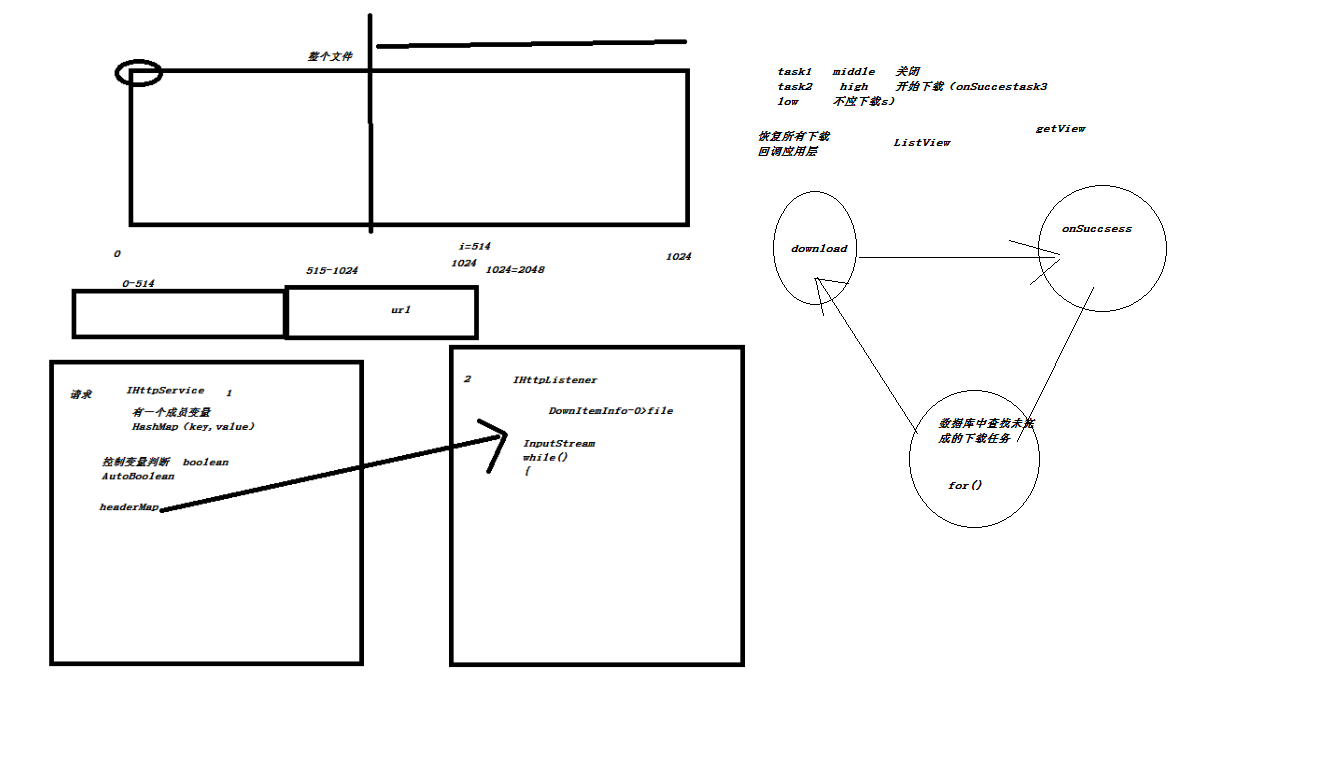 整个文件
0
i=514
1024
1024=2048
1024
515-1024
0-514
url
请求
IHttpService
1
有一个成员变量
HashMap（key,value）
控制变量判断 boolean
AutoBoolean
headerMap
2
IHttpListener
DownItemInfo-0>file
InputStream
while()
{
task1 middle 关闭
task2 high 开始下载（onSuccestask3
low 不应下载s）
恢复所有下载
回调应用层
ListView
getView
download
onSuccsess
数据库中查找未完
成的下载任务
for()